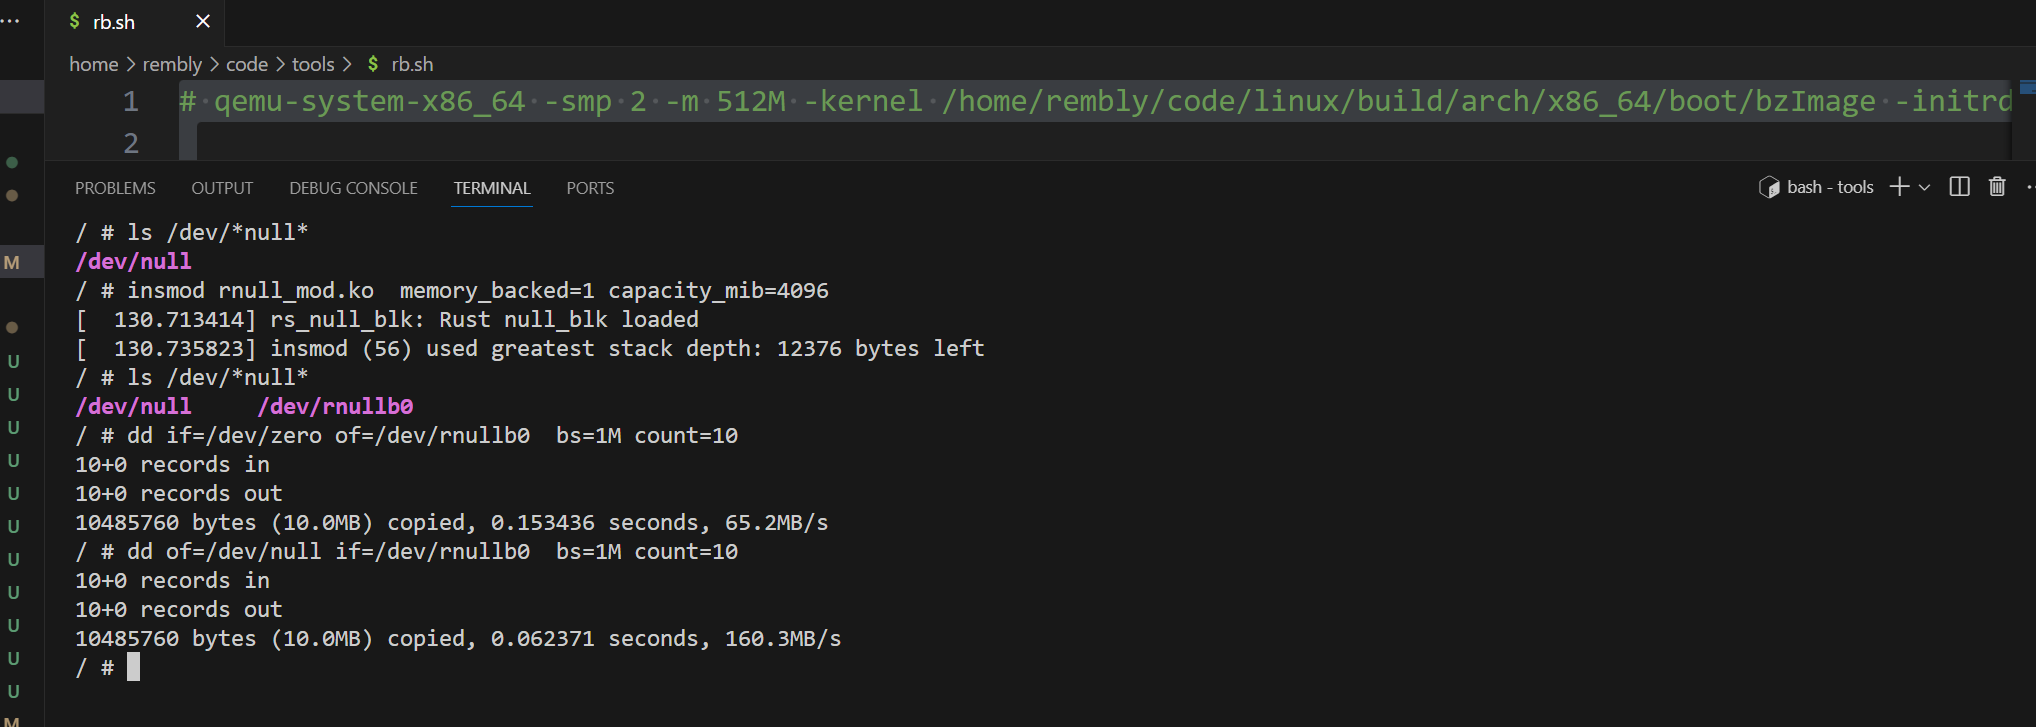 ··· $ rb.sh ×
home > rembly > code > tools > $ rb.sh
1 # qemu-system-x86_64 -smp 2 -m 512M -kernel /home/rembly/code/linux/build/arch/x86_64/boot/bzImage -initrd
2
PROBLEMS OUTPUT DEBUG CONSOLE TERMINAL PORTS bash - tools
/ # ls /dev/*null*
/dev/null
M
/ # insmod rnull_mod.ko  memory_backed=1 capacity_mib=4096
[  130.713414] rs_null_blk: Rust null_blk loaded
[  130.735823] insmod (56) used greatest stack depth: 12376 bytes left
U
/ # ls /dev/*null*
U
/dev/null     /dev/rnullb0
U
/ # dd if=/dev/zero of=/dev/rnullb0  bs=1M count=10
U
10+0 records in
U
10+0 records out
U
10485760 bytes (10.0MB) copied, 0.153436 seconds, 65.2MB/s
U
/ # dd of=/dev/null if=/dev/rnullb0  bs=1M count=10
U
10+0 records in
U
10+0 records out
U
10485760 bytes (10.0MB) copied, 0.062371 seconds, 160.3MB/s
U
/ #
U
M